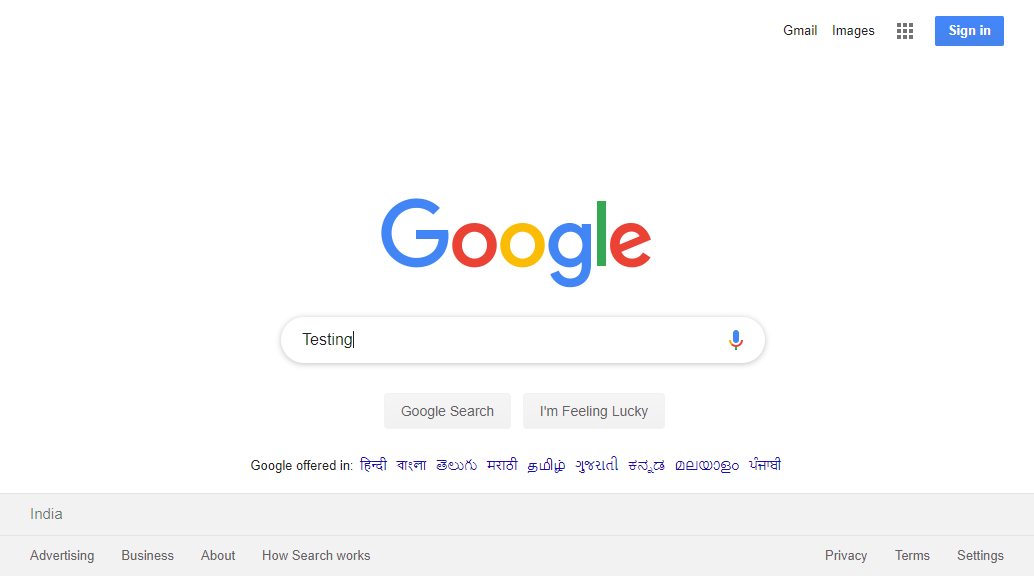 Gmail Images Sign in
Google
Testing
Google Search I'm Feeling Lucky
Google offered in: हिन्दी বাংলা తెలుగు मराठी தமிழ் ગુજરાતી ಕನ್ನಡ മലയാളം ਪੰਜਾਬੀ
India
Advertising Business About How Search works Privacy Terms Settings